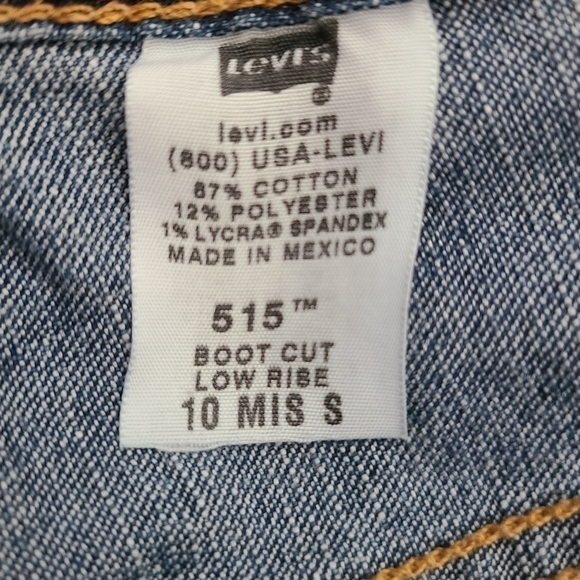 Levi's
®
levi.com
(800) USA-LEVI
87% COTTON
12% POLYESTER
1% LYCRA® SPANDEX
MADE IN MEXICO
515™
BOOT CUT
LOW RISE
10 MIS S